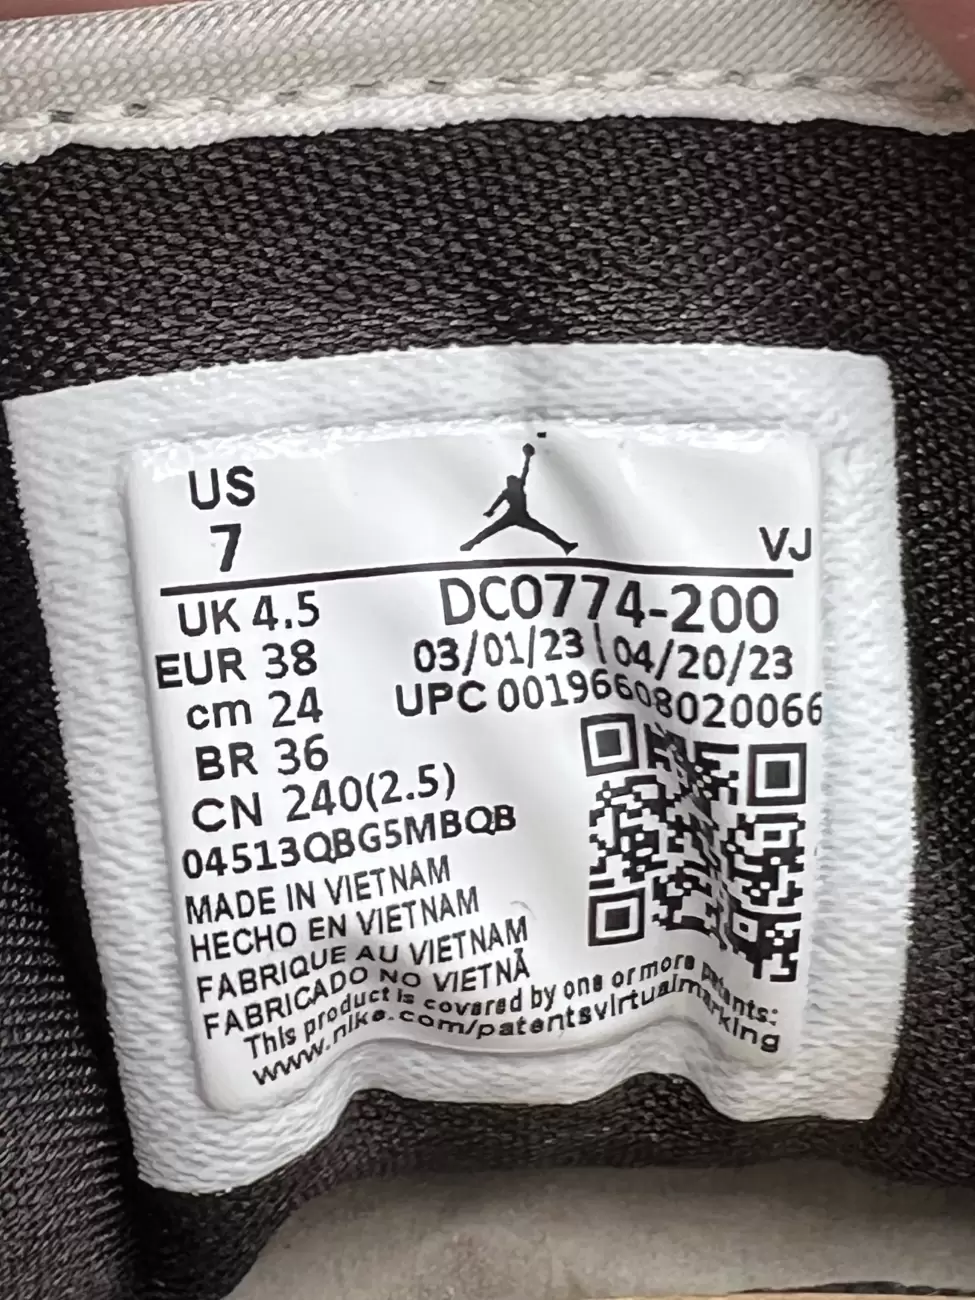 US
7
VJ
UK 4.5
EUR 38
cm 24
BR 36
CN 240(2.5)
DC0774-200
03/01/23 | 04/20/23
UPC 00196608020066
04513QBG5MBQB
MADE IN VIETNAM
HECHO EN VIETNAM
FABRIQUE AU VIETNAM
FABRICADO NO VIETNÃ
This product is covered by one or more patents:
www.nike.com/patentsvirtualmarking